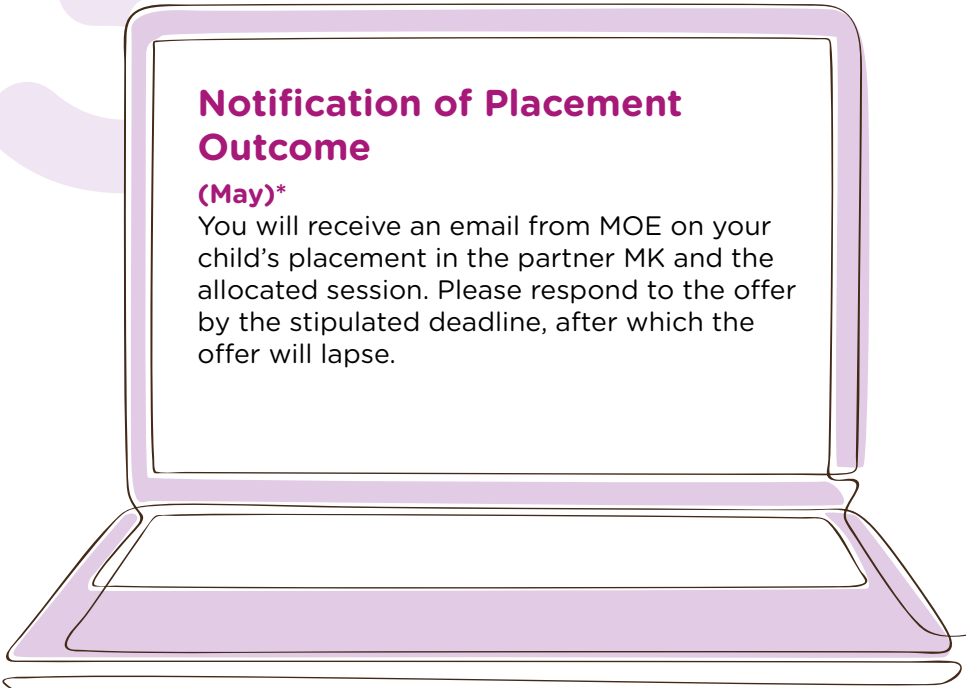 Notification of Placement
Outcome
(May)*
You will receive an email from MOE on your
child’s placement in the partner MK and the
allocated session. Please respond to the offer
by the stipulated deadline, after which the
offer will lapse.